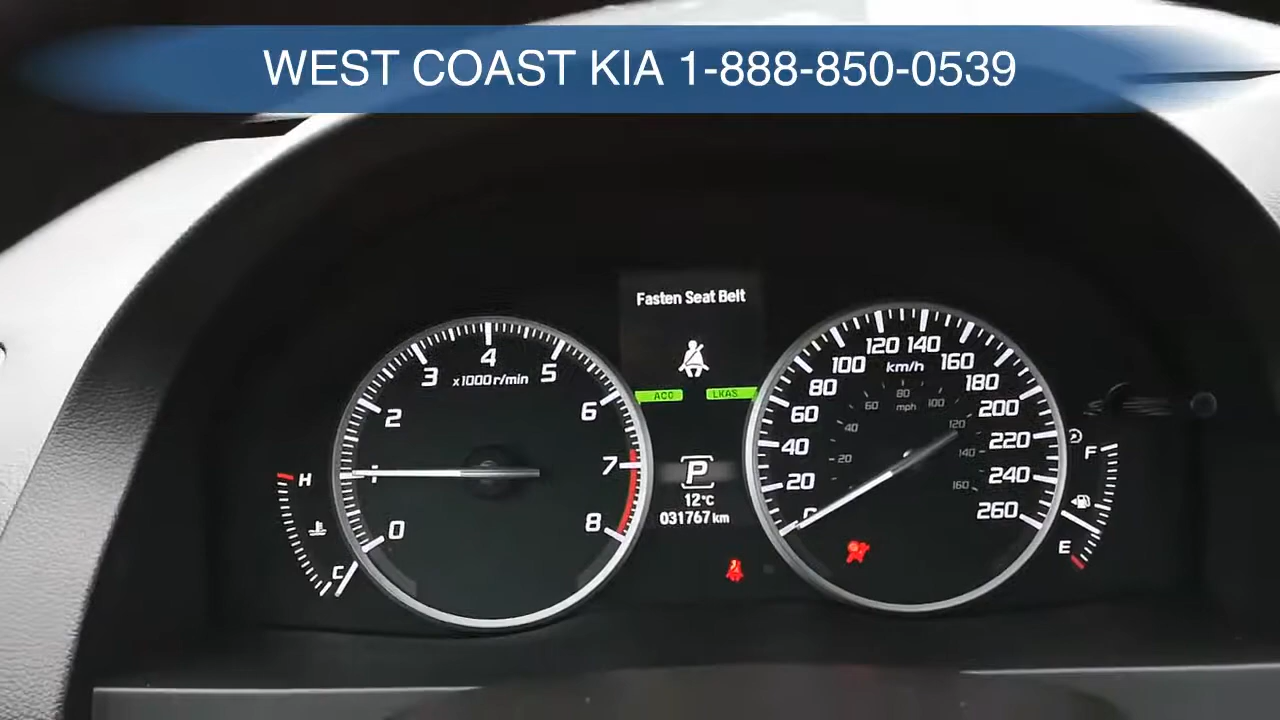 WEST COAST KIA 1-888-850-0539
Fasten Seat Belt
ACC LKAS
0 1 2 3 4 5 6 7 8
x1000r/min
H
C
P
12°C
031767 km
0 20 40 60 80 100 120 140 160 180 200 220 240 260
km/h
20 40 60 80 100 120 140 160
mph
F
E